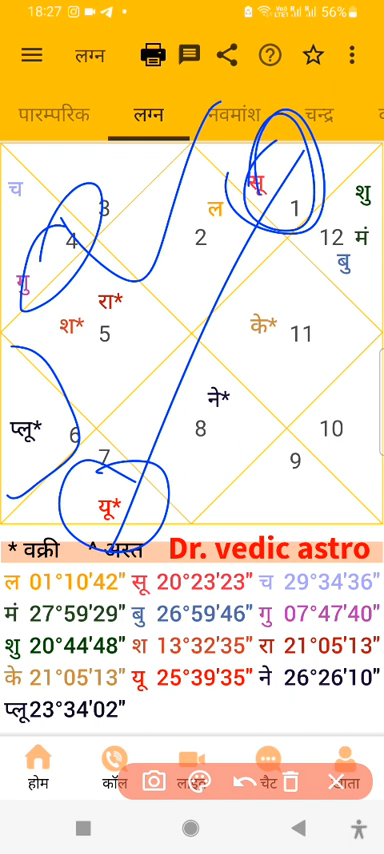 18:27 56%
लग्न
पारम्परिक लग्न नवमांश चन्द्र
च 3 ल सू 1 शु
4 2 12 मं
गु बु
रा*
श* 5 के* 11
ने*
प्लू* 6 8 10
7 9
यू*
* वक्री ^ अस्त Dr. vedic astro
ल 01°10'42" सू 20°23'23" च 29°34'36"
मं 27°59'29" बु 26°59'46" गु 07°47'40"
शु 20°44'48" श 13°32'35" रा 21°05'13"
के 21°05'13" यू 25°39'35" ने 26°26'10"
प्लू 23°34'02"
होम कॉल चैट